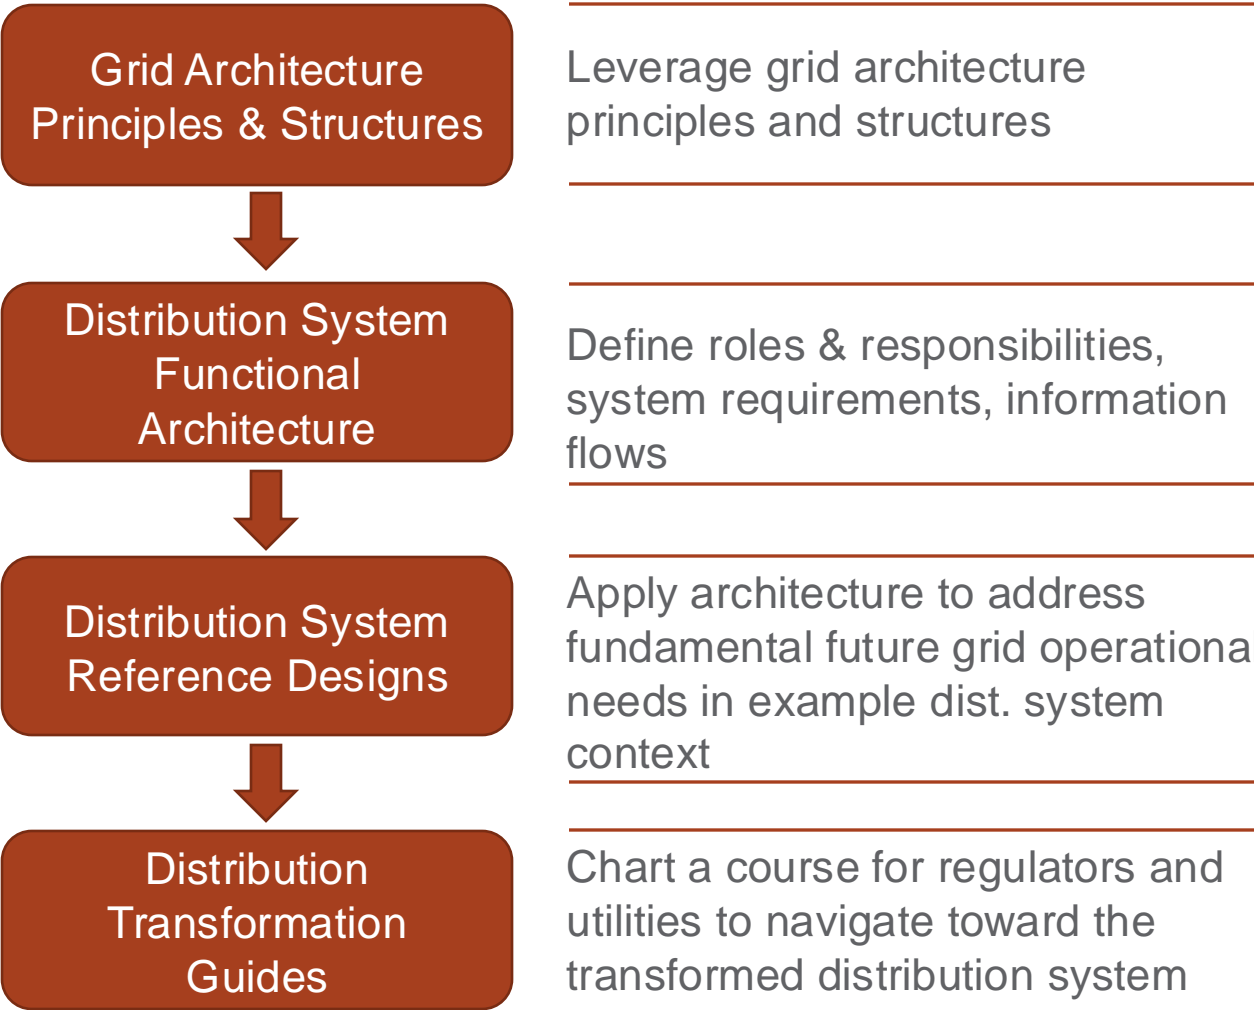 Grid Architecture
Principles & Structures
Leverage grid architecture
principles and structures
Distribution System
Functional
Architecture
Define roles & responsibilities,
system requirements, information
flows
Distribution System
Reference Designs
Apply architecture to address
fundamental future grid operational
needs in example dist. system
context
Distribution
Transformation
Guides
Chart a course for regulators and
utilities to navigate toward the
transformed distribution system